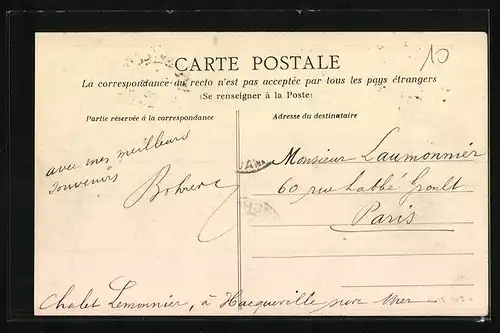 10
CARTE POSTALE
La correspondance au recto n'est pas acceptée par tous les pays étrangers
(Se renseigner à la Poste)
Partie réservée à la correspondance
Adresse du destinataire
avec mes meilleurs
souvenirs
Monsieur Laumonnier
60 rue l'abbé Groult
Paris
Chalet Lemonnier, à Hacqueville